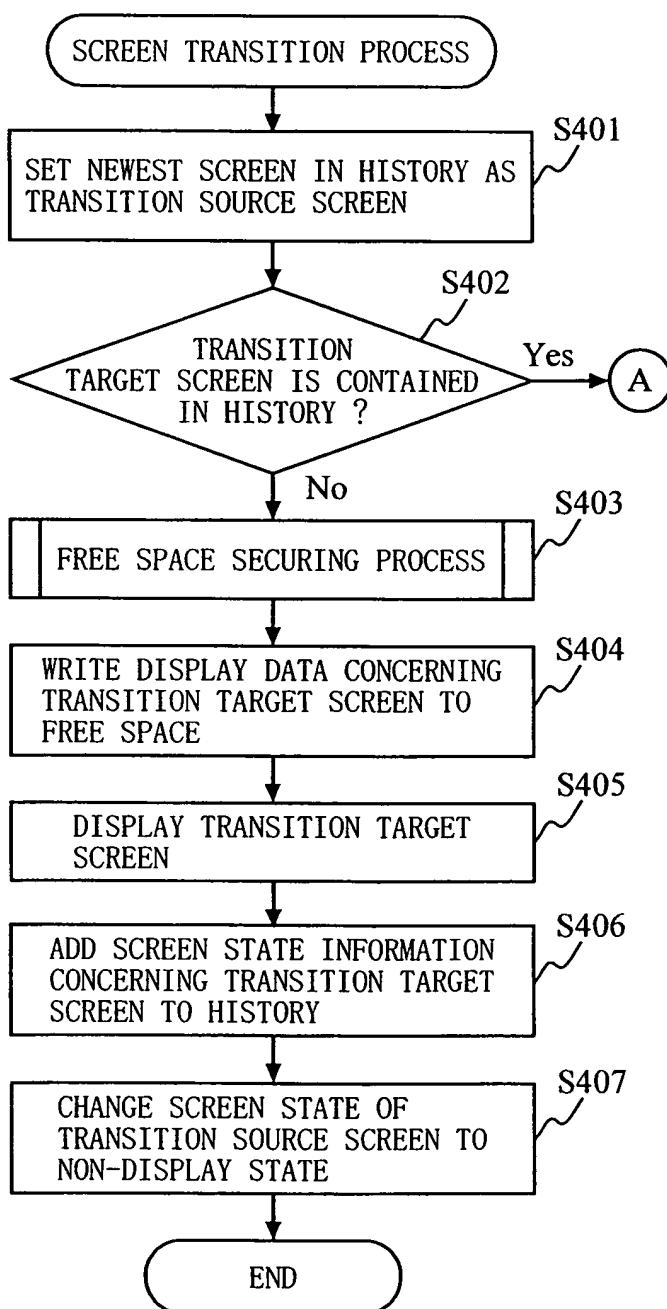 SCREEN TRANSITION PROCESS
S401
SET NEWEST SCREEN IN HISTORY AS
TRANSITION SOURCE SCREEN
S402
TRANSITION
TARGET SCREEN IS CONTAINED
IN HISTORY ?
Yes
A
No
S403
FREE SPACE SECURING PROCESS
S404
WRITE DISPLAY DATA CONCERNING
TRANSITION TARGET SCREEN TO
FREE SPACE
S405
DISPLAY TRANSITION TARGET
SCREEN
S406
ADD SCREEN STATE INFORMATION
CONCERNING TRANSITION TARGET
SCREEN TO HISTORY
S407
CHANGE SCREEN STATE OF
TRANSITION SOURCE SCREEN TO
NON-DISPLAY STATE
END